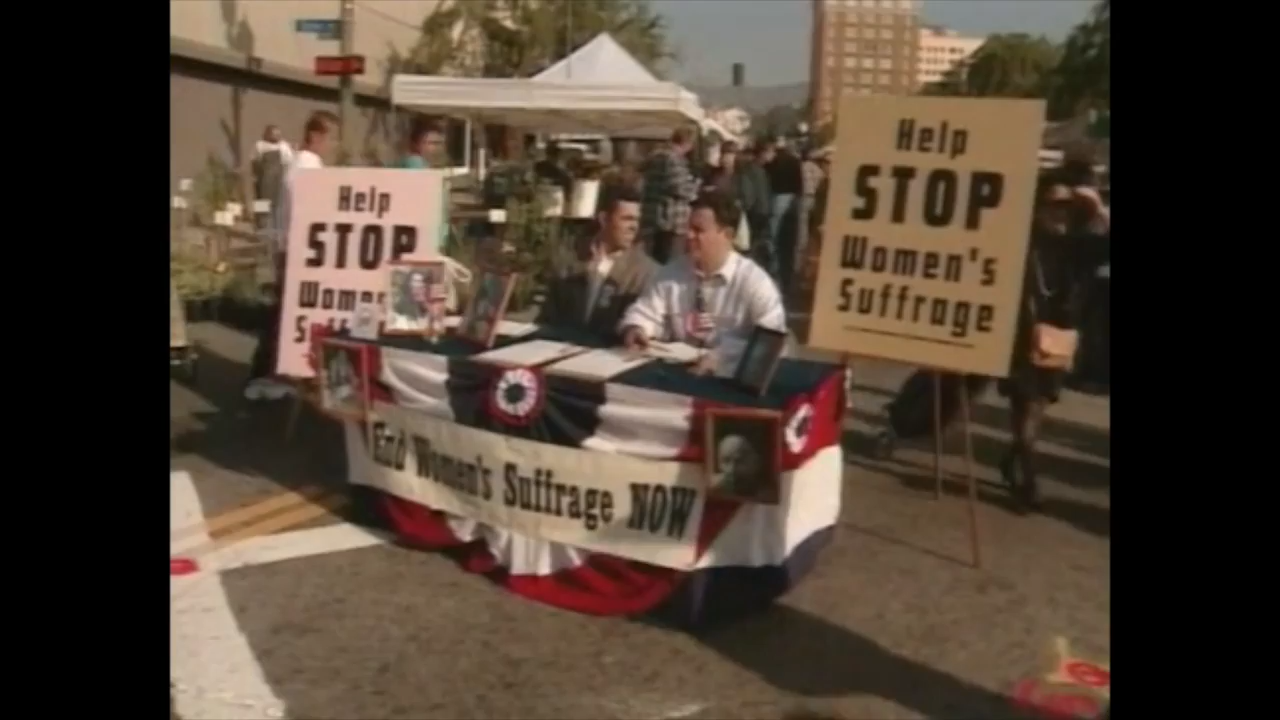 Help
STOP
Women's
Suffrage
Help
STOP
End Women's Suffrage NOW